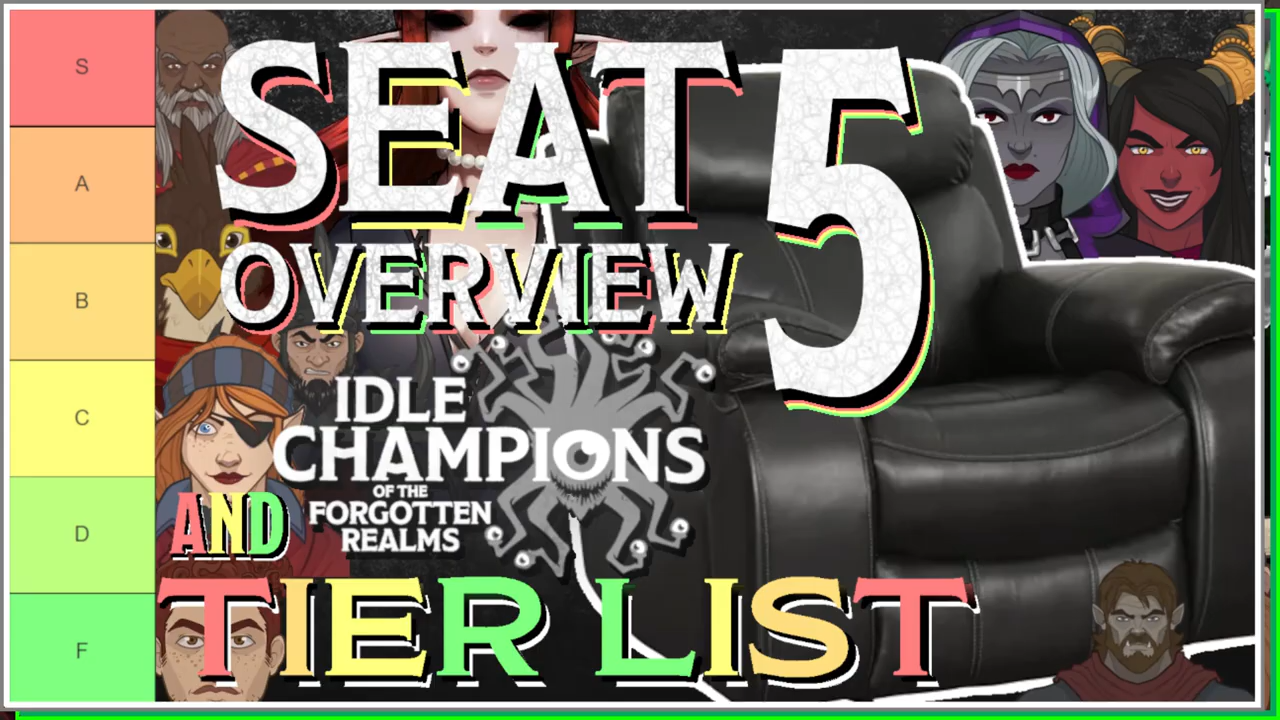 S
A
B
C
D
F
SEAT 5
OVERVIEW
IDLE
CHAMPIONS
OF THE
FORGOTTEN
REALMS
AND
TIER LIST